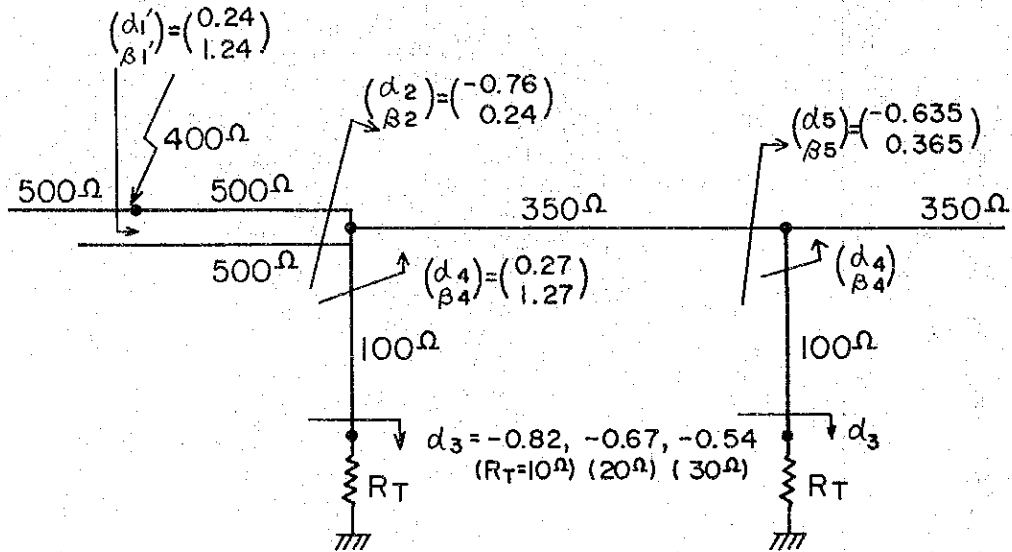 (α1′ β1′)=(0.24 1.24)
(α2 β2)=(-0.76 0.24)
(α5 β5)=(-0.635 0.365)
400Ω
500Ω 500Ω 350Ω 350Ω
500Ω
(α4 β4)=(0.27 1.27)
(α4 β4)
100Ω 100Ω
α3=-0.82, -0.67, -0.54 α3
(RT=10Ω) (20Ω) (30Ω)
RT RT